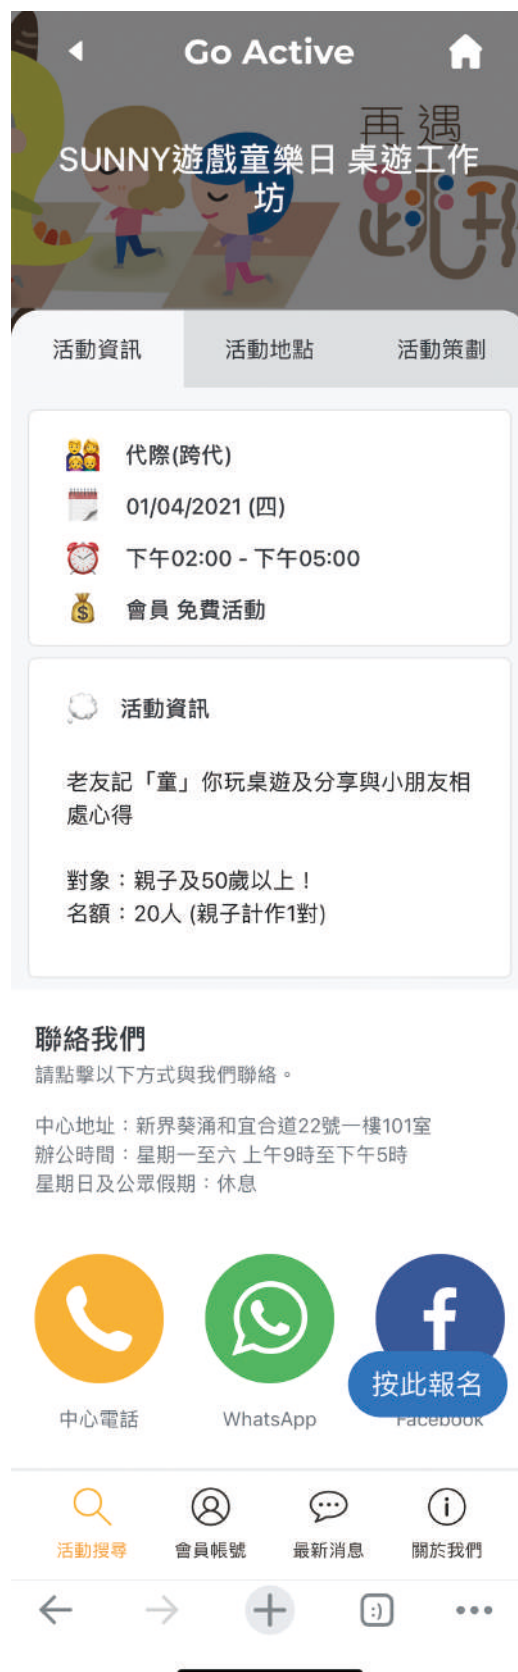 Go Active
再遇
跳飛
SUNNY遊戲童樂日 桌遊工作
坊
活動資訊
活動地點
活動策劃
代際(跨代)
01/04/2021 (四)
下午02:00 - 下午05:00
會員 免費活動
活動資訊
老友記「童」你玩桌遊及分享與小朋友相
處心得
對象：親子及50歲以上！
名額：20人 (親子計作1對)
聯絡我們
請點擊以下方式與我們聯絡。
中心地址：新界葵涌和宜合道22號一樓101室
辦公時間：星期一至六 上午9時至下午5時
星期日及公眾假期：休息
按此報名
中心電話
WhatsApp
Facebook
活動搜尋
會員帳號
最新消息
關於我們